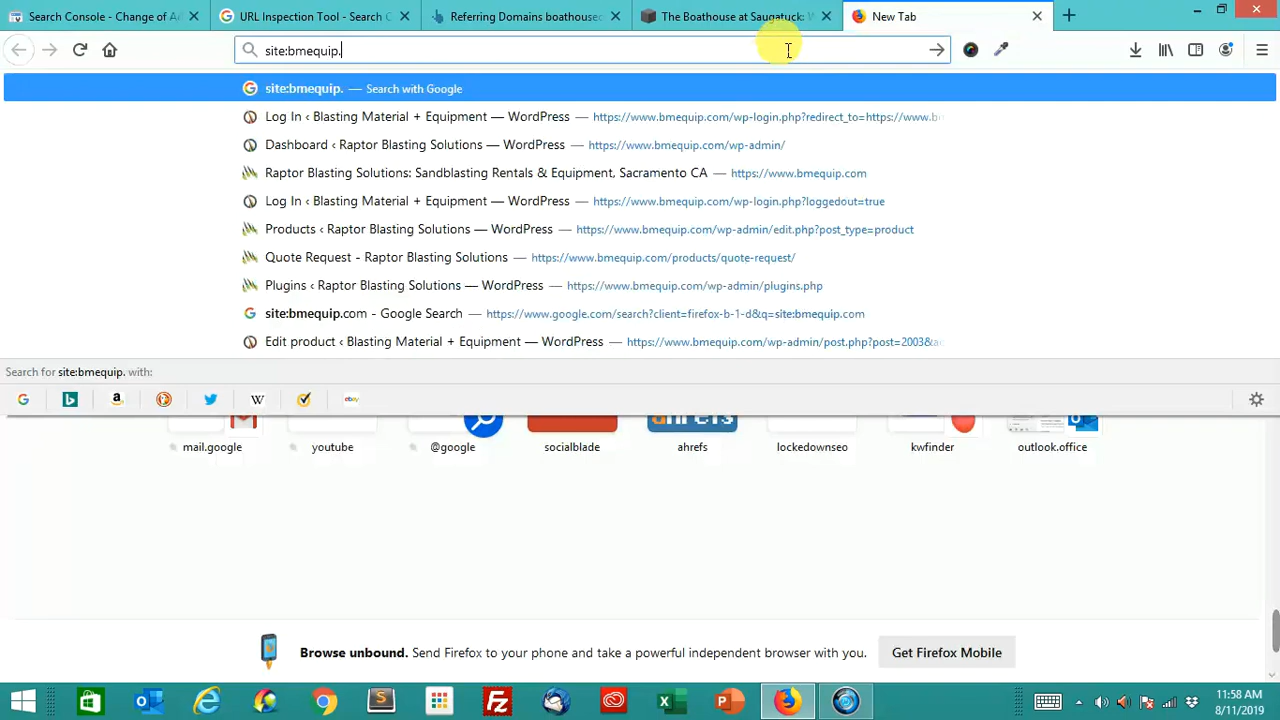 Search Console - Change of Ad
URL Inspection Tool - Search C
Referring Domains boathousec
The Boathouse at Saugatuck: W
New Tab
site:bmequip.
site:bmequip. — Search with Google
Log In ‹ Blasting Material + Equipment — WordPress — https://www.bmequip.com/wp-login.php?redirect_to=https://www.b
Dashboard ‹ Raptor Blasting Solutions — WordPress — https://www.bmequip.com/wp-admin/
Raptor Blasting Solutions: Sandblasting Rentals & Equipment, Sacramento CA — https://www.bmequip.com
Log In ‹ Blasting Material + Equipment — WordPress — https://www.bmequip.com/wp-login.php?loggedout=true
Products ‹ Raptor Blasting Solutions — WordPress — https://www.bmequip.com/wp-admin/edit.php?post_type=product
Quote Request - Raptor Blasting Solutions — https://www.bmequip.com/products/quote-request/
Plugins ‹ Raptor Blasting Solutions — WordPress — https://www.bmequip.com/wp-admin/plugins.php
site:bmequip.com - Google Search — https://www.google.com/search?client=firefox-b-1-d&q=site:bmequip.com
Edit product ‹ Blasting Material + Equipment — WordPress — https://www.bmequip.com/wp-admin/post.php?post=2003&
Search for site:bmequip. with:
ahrefs
mail.google
youtube
@google
socialblade
ahrefs
lockedownseo
kwfinder
outlook.office
Browse unbound. Send Firefox to your phone and take a powerful independent browser with you.
Get Firefox Mobile
11:58 AM
8/11/2019